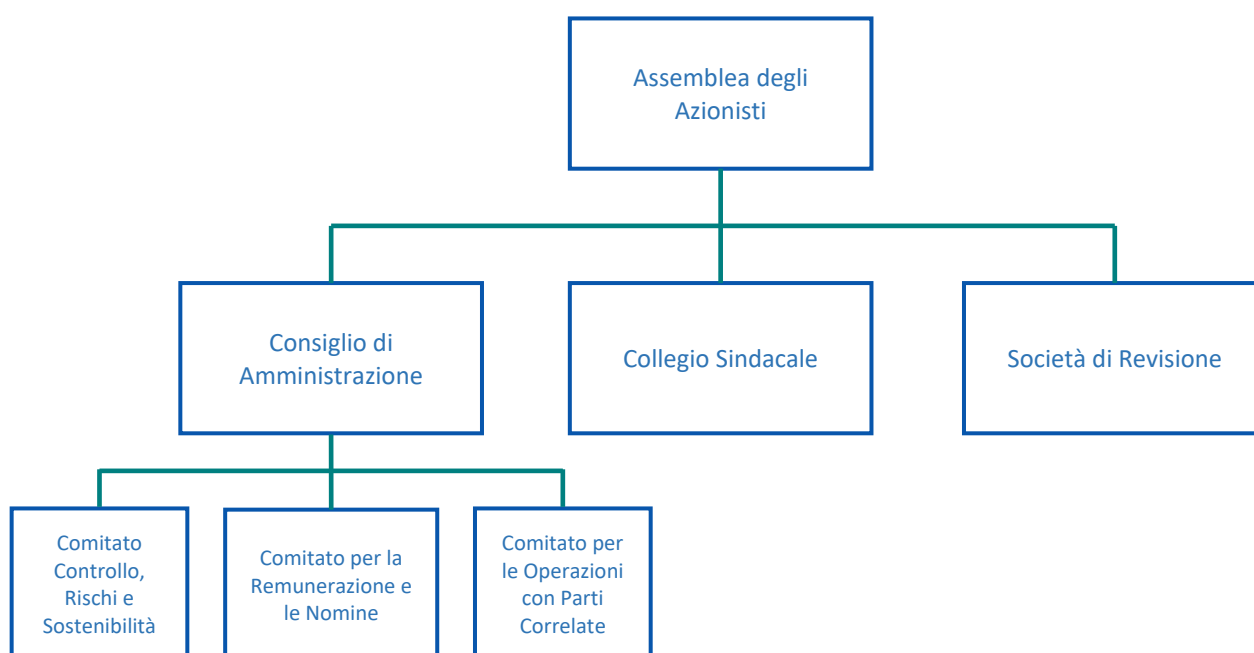 Assemblea degli
Azionisti
Consiglio di
Amministrazione
Collegio Sindacale
Società di Revisione
Comitato
Controllo,
Rischi e
Sostenibilità
Comitato per la
Remunerazione e
le Nomine
Comitato per
le Operazioni
con Parti
Correlate